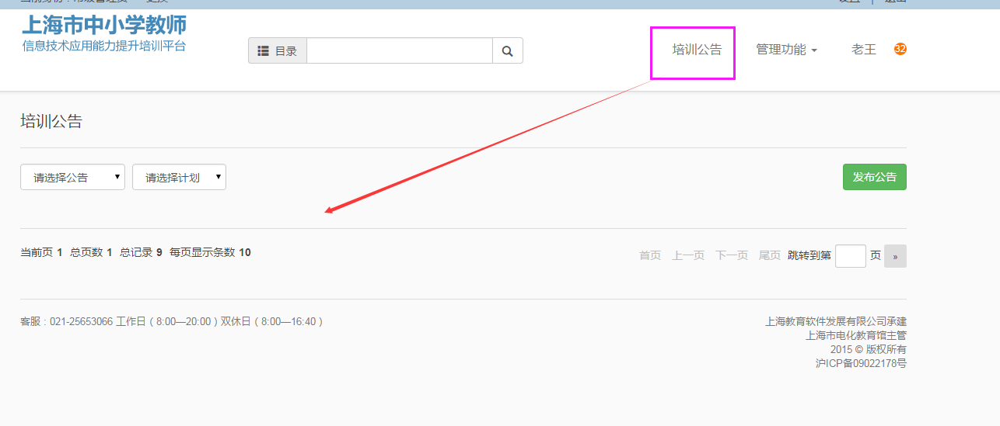 上海市中小学教师
信息技术应用能力提升培训平台
目录
培训公告
管理功能
老王
32
培训公告
请选择公告
请选择计划
发布公告
当前页 1 总页数 1 总记录 9 每页显示条数 10
首页 上一页 下一页 尾页 跳转到第 页 »
客服：021-25653066 工作日（8:00—20:00）双休日（8:00—16:40）
上海教育软件发展有限公司承建
上海市电化教育馆主管
2015 © 版权所有
沪ICP备09022178号